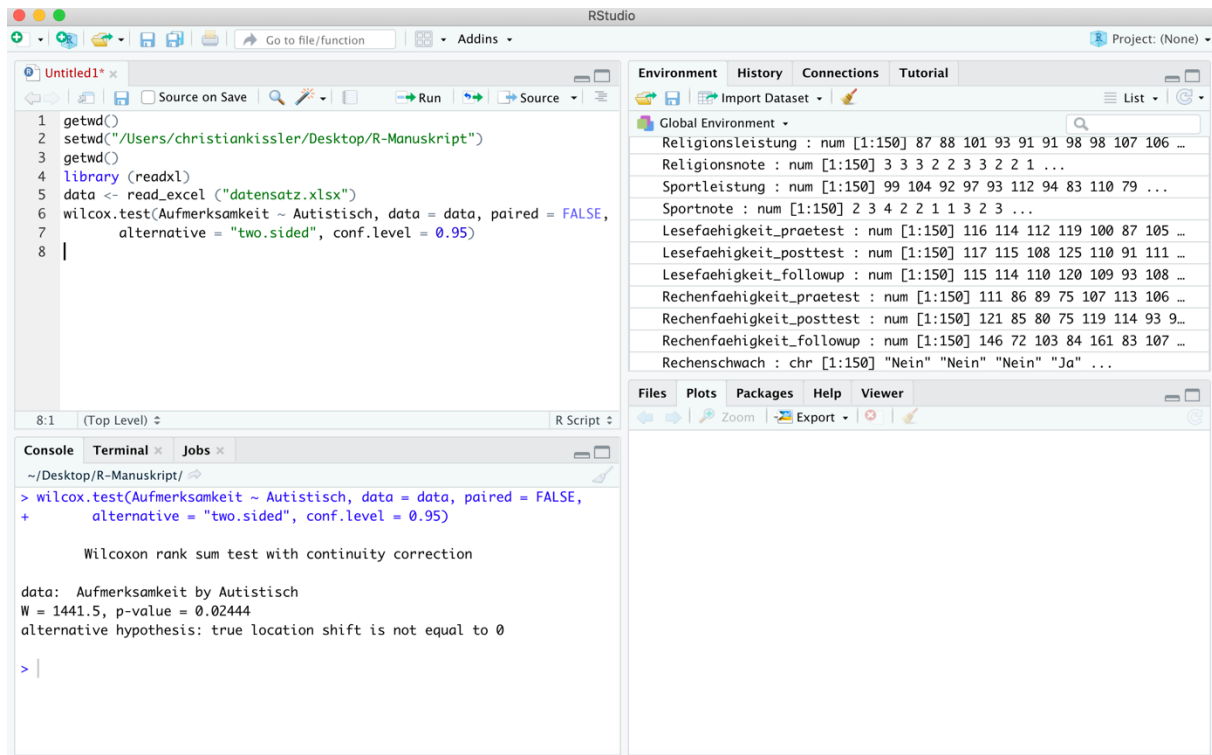 RStudio
Go to file/function
Addins
Project: (None)
Untitled1*
Source on Save
Run
Source
1 getwd()
2 setwd("/Users/christiankissler/Desktop/R-Manuskript")
3 getwd()
4 library (readxl)
5 data <- read_excel ("datensatz.xlsx")
6 wilcox.test(Aufmerksamkeit ~ Autistisch, data = data, paired = FALSE,
7 alternative = "two.sided", conf.level = 0.95)
8
8:1 (Top Level) R Script
Console Terminal Jobs
~/Desktop/R-Manuskript/
> wilcox.test(Aufmerksamkeit ~ Autistisch, data = data, paired = FALSE,
+ alternative = "two.sided", conf.level = 0.95)
Wilcoxon rank sum test with continuity correction
data: Aufmerksamkeit by Autistisch
W = 1441.5, p-value = 0.02444
alternative hypothesis: true location shift is not equal to 0
>
Environment History Connections Tutorial
Import Dataset List
Global Environment
Religionsleistung : num [1:150] 87 88 101 93 91 91 98 98 107 106 …
Religionsnote : num [1:150] 3 3 3 2 2 3 3 2 2 1 ...
Sportleistung : num [1:150] 99 104 92 97 93 112 94 83 110 79 ...
Sportnote : num [1:150] 2 3 4 2 2 1 1 3 2 3 ...
Lesefaehigkeit_praetest : num [1:150] 116 114 112 119 100 87 105 …
Lesefaehigkeit_posttest : num [1:150] 117 115 108 125 110 91 111 …
Lesefaehigkeit_followup : num [1:150] 115 114 110 120 109 93 108 …
Rechenfaehigkeit_praetest : num [1:150] 111 86 89 75 107 113 106 …
Rechenfaehigkeit_posttest : num [1:150] 121 85 80 75 119 114 93 9…
Rechenfaehigkeit_followup : num [1:150] 146 72 103 84 161 83 107 …
Rechenschwach : chr [1:150] "Nein" "Nein" "Nein" "Ja" ...
Files Plots Packages Help Viewer
Zoom Export